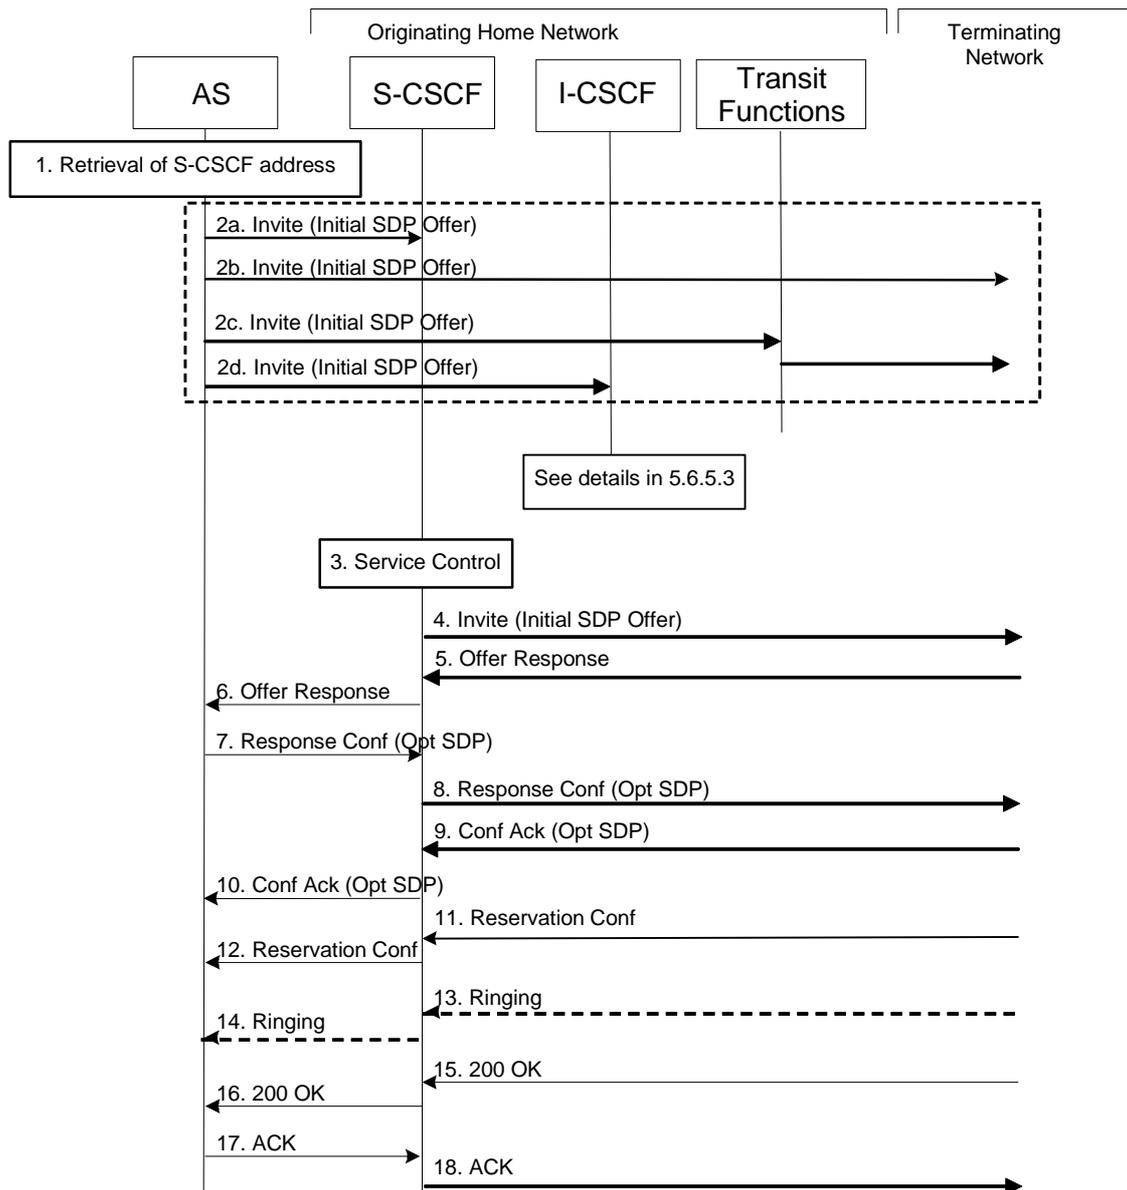 Originating Home Network
Terminating
Network
AS
S-CSCF
I-CSCF
Transit
Functions
1. Retrieval of S-CSCF address
2a. Invite (Initial SDP Offer)
2b. Invite (Initial SDP Offer)
2c. Invite (Initial SDP Offer)
2d. Invite (Initial SDP Offer)
See details in 5.6.5.3
3. Service Control
4. Invite (Initial SDP Offer)
5. Offer Response
6. Offer Response
7. Response Conf (Opt SDP)
8. Response Conf (Opt SDP)
9. Conf Ack (Opt SDP)
10. Conf Ack (Opt SDP)
11. Reservation Conf
12. Reservation Conf
13. Ringing
14. Ringing
15. 200 OK
16. 200 OK
17. ACK
18. ACK